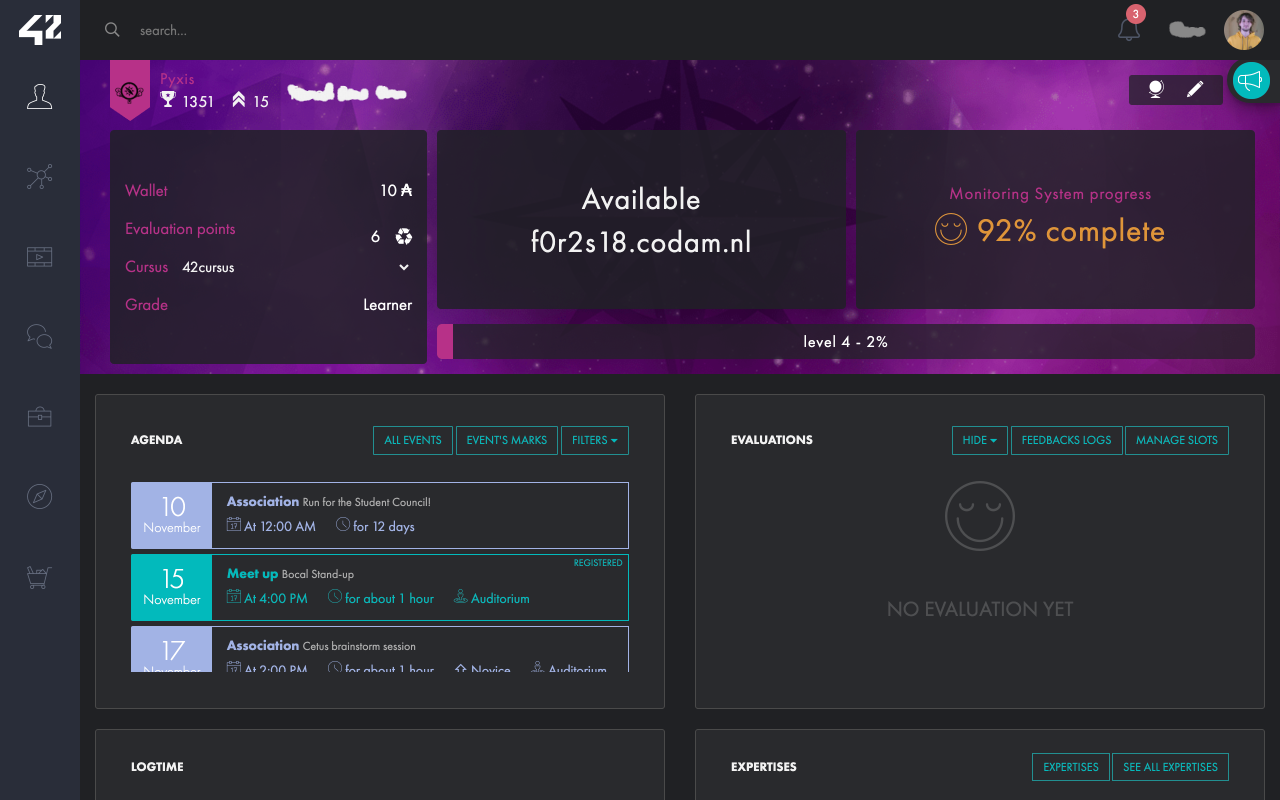 42
search...
3
Pyxis
1351 15
Wallet 10 ₳
Evaluation points 6
Cursus 42cursus
Grade Learner
Available
f0r2s18.codam.nl
Monitoring System progress
92% complete
level 4 - 2%
AGENDA
ALL EVENTS EVENT'S MARKS FILTERS
10
November
Association Run for the Student Council!
17 At 12:00 AM for 12 days
15
November
REGISTERED
Meet up Bocal Stand-up
17 At 4:00 PM for about 1 hour Auditorium
17
November
Association Cetus brainstorm session
17 At 2:00 PM for about 1 hour Novice Auditorium
EVALUATIONS
HIDE FEEDBACKS LOGS MANAGE SLOTS
NO EVALUATION YET
LOGTIME
EXPERTISES
EXPERTISES SEE ALL EXPERTISES